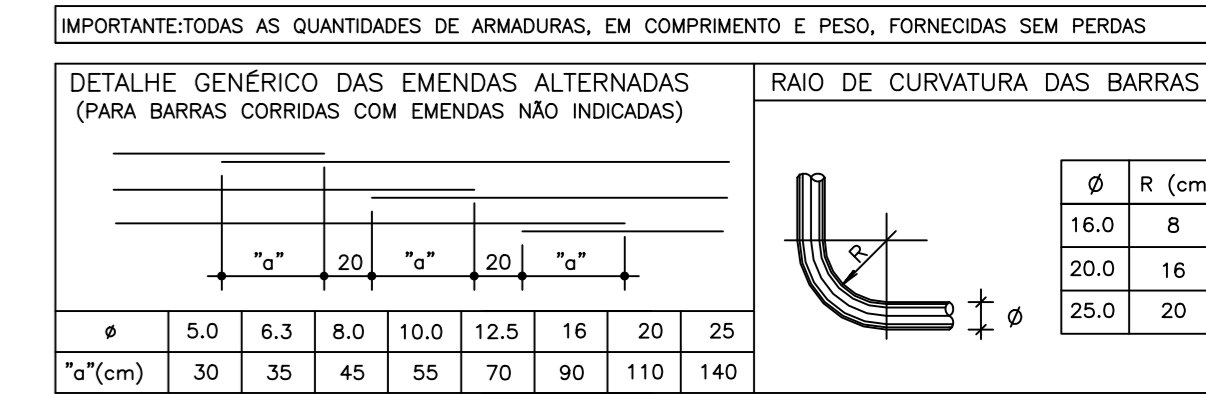 IMPORTANTE:TODAS AS QUANTIDADES DE ARMADURAS, EM COMPRIMENTO E PESO, FORNECIDAS SEM PERDAS
DETALHE GENÉRICO DAS EMENDAS ALTERNADAS
(PARA BARRAS CORRIDAS COM EMENDAS NÃO INDICADAS)
"a" 20 "a" 20 "a"
ø 5.0 6.3 8.0 10.0 12.5 16 20 25
"a"(cm) 30 35 45 55 70 90 110 140
RAIO DE CURVATURA DAS BARRAS
R
ø
Ø R (cm
16.0 8
20.0 16
25.0 20